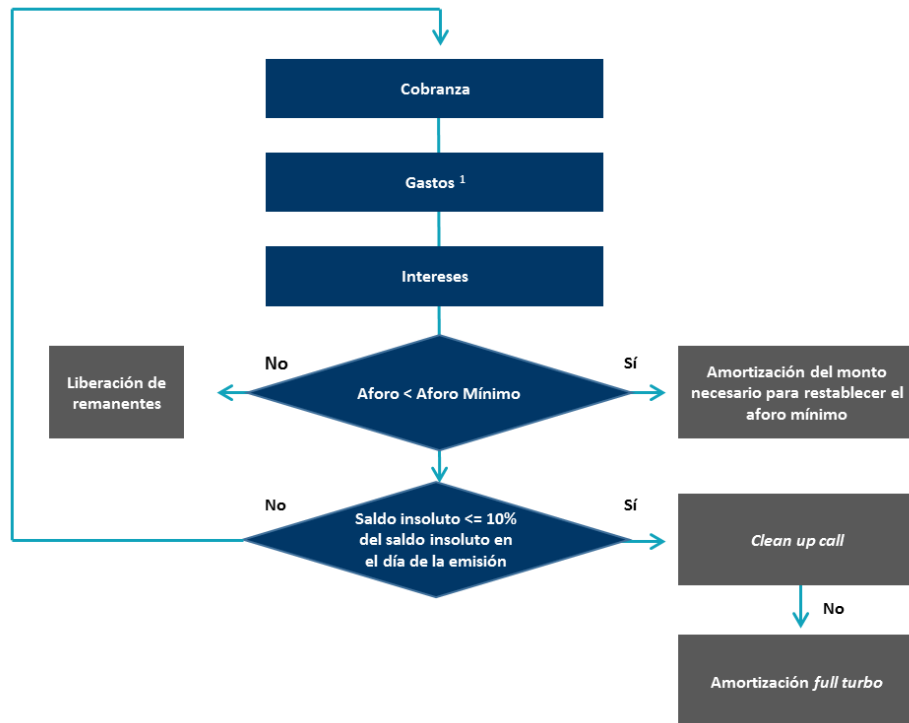 Cobranza
Gastos ¹
Intereses
No
Sí
Liberación de
remanentes
Aforo < Aforo Mínimo
Amortización del monto
necesario para restablecer el
aforo mínimo
No
Sí
Saldo insoluto <= 10%
del saldo insoluto en
el día de la emisión
Clean up call
No
Amortización full turbo